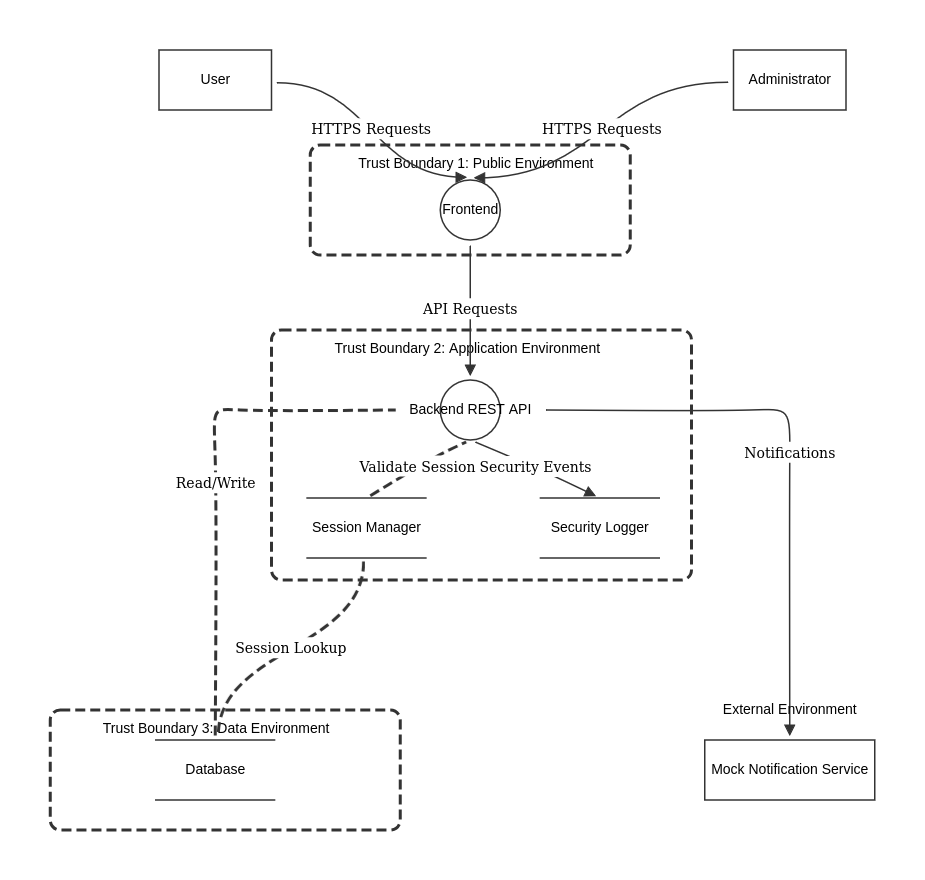 User
Administrator
HTTPS Requests
HTTPS Requests
Trust Boundary 1: Public Environment
Frontend
API Requests
Trust Boundary 2: Application Environment
Backend REST API
Notifications
Validate Session
Security Events
Read/Write
Session Manager
Security Logger
Session Lookup
External Environment
Trust Boundary 3: Data Environment
Database
Mock Notification Service